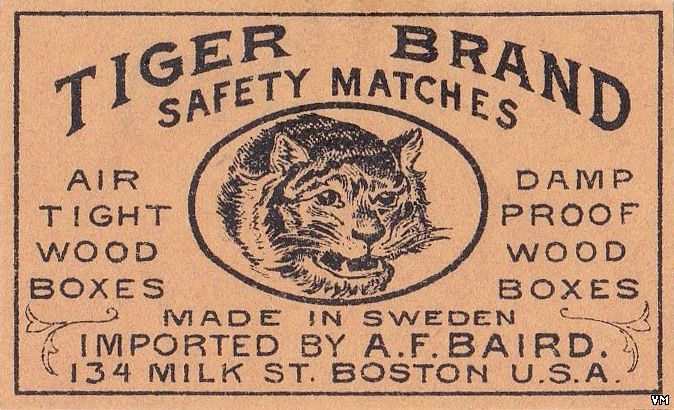 TIGER BRAND
SAFETY MATCHES
AIR
TIGHT
WOOD
BOXES
DAMP
PROOF
WOOD
BOXES
MADE IN SWEDEN
IMPORTED BY A.F. BAIRD.
134 MILK ST. BOSTON U.S.A.
VM